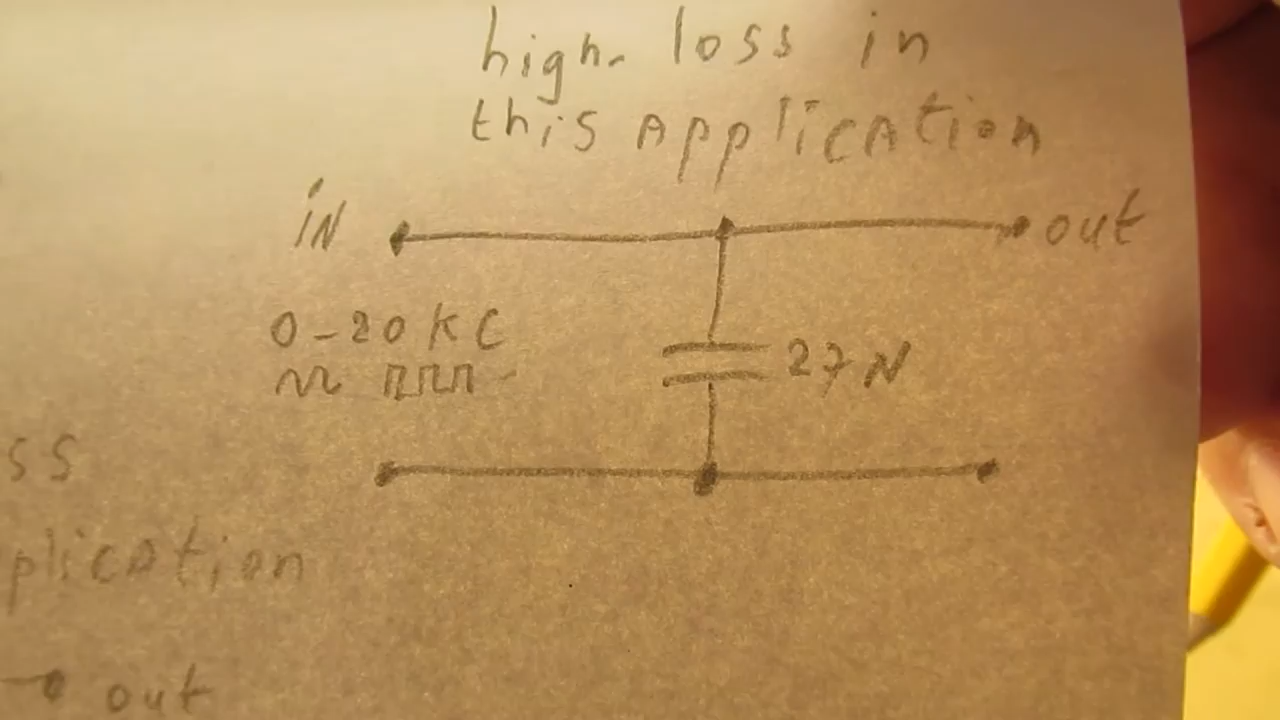 high- loss in
this Application
iN
out
0-20 KC
27N
ss
plication
out